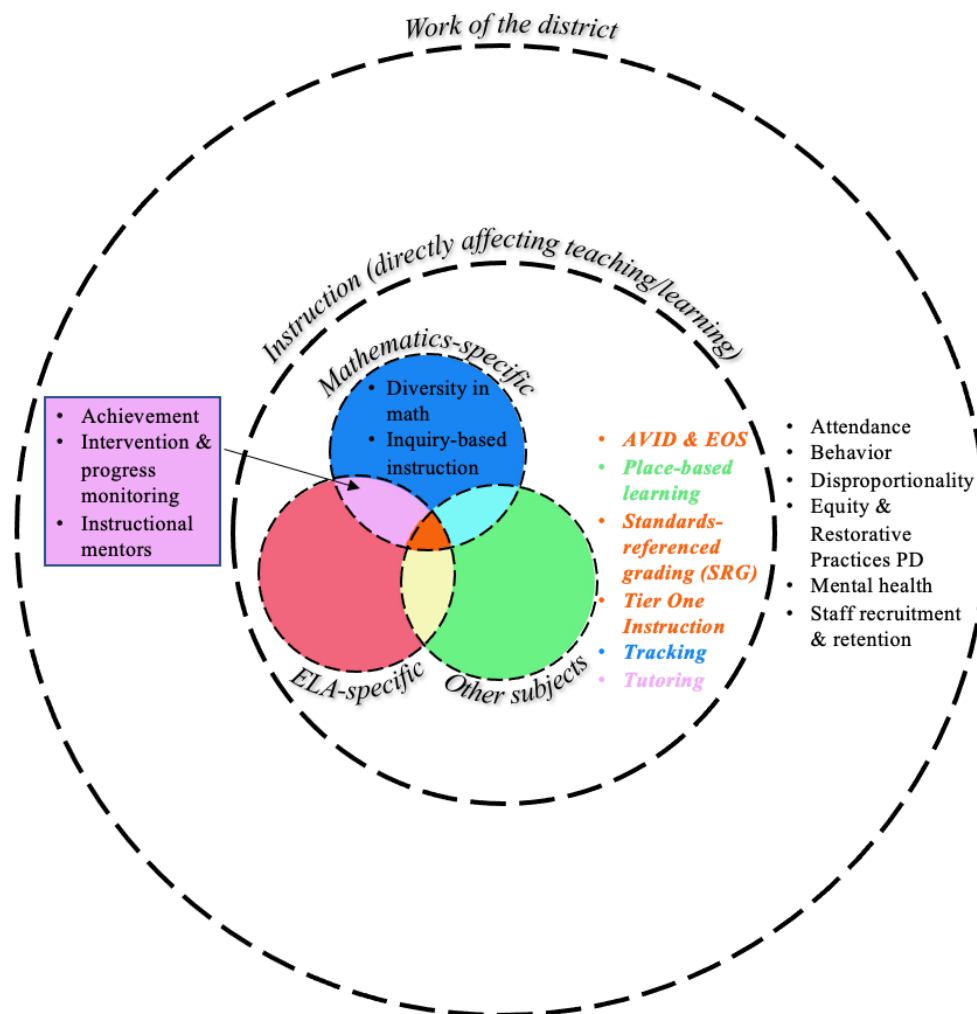 Work of the district
Instruction (directly affecting teaching/learning)
Mathematics-specific
• Diversity in
math
• Inquiry-based
instruction
• Achievement
• Intervention &
progress
monitoring
• Instructional
mentors
ELA-specific
Other subjects
• AVID & EOS
• Place-based
learning
• Standards-
referenced
grading (SRG)
• Tier One
Instruction
• Tracking
• Tutoring
• Attendance
• Behavior
• Disproportionality
• Equity &
Restorative
Practices PD
• Mental health
• Staff recruitment
& retention